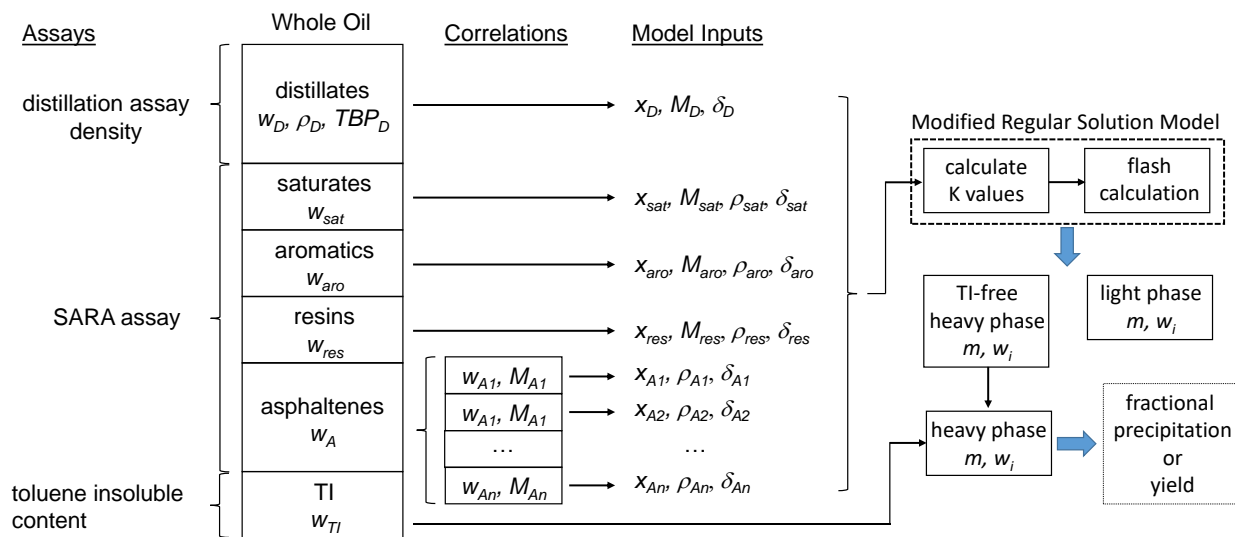 Assays
Whole Oil
Correlations
Model Inputs
distillation assay
density
distillates
w_D, ρ_D, TBP_D
x_D, M_D, δ_D
Modified Regular Solution Model
calculate
K values
flash
calculation
SARA assay
saturates
w_sat
x_sat, M_sat, ρ_sat, δ_sat
aromatics
w_aro
x_aro, M_aro, ρ_aro, δ_aro
resins
w_res
x_res, M_res, ρ_res, δ_res
asphaltenes
w_A
w_A1, M_A1
x_A1, ρ_A1, δ_A1
w_A1, M_A1
x_A2, ρ_A2, δ_A2
...
...
w_An, M_An
x_An, ρ_An, δ_An
toluene insoluble
content
TI
w_TI
TI-free
heavy phase
m, w_i
light phase
m, w_i
heavy phase
m, w_i
fractional
precipitation
or
yield